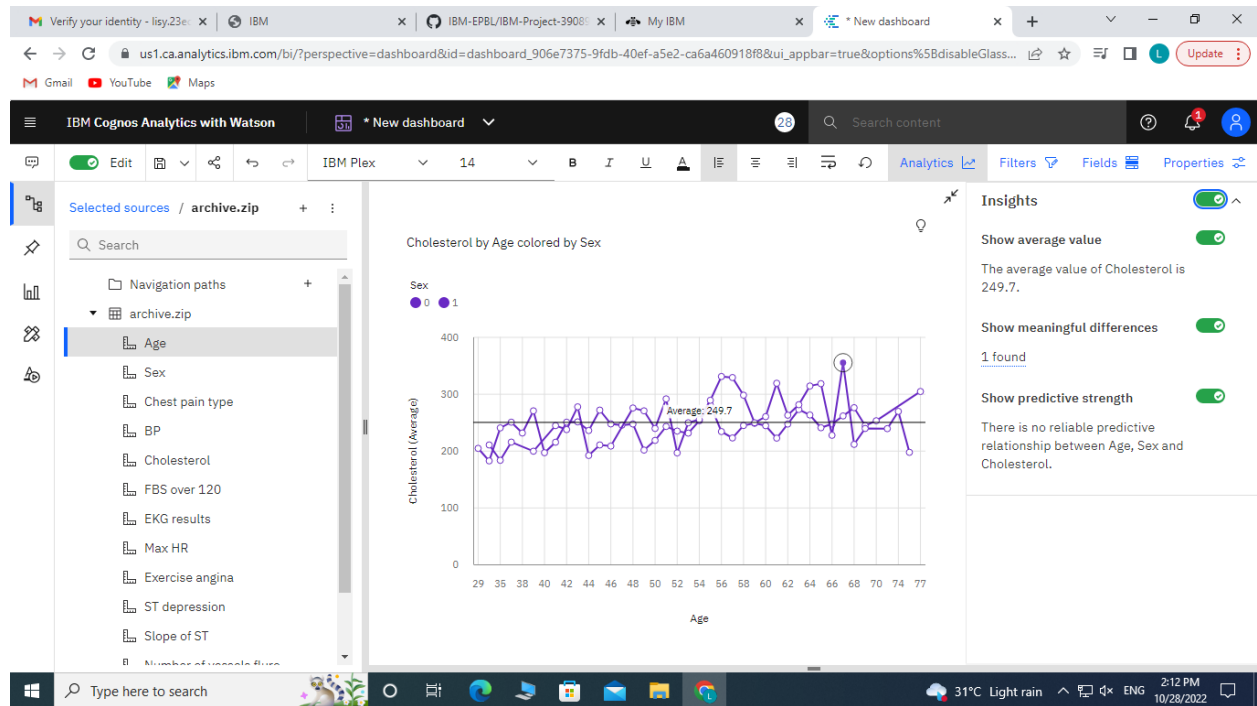 Verify your identity - lisy.23ec
IBM
IBM-EPBL/IBM-Project-39089
My IBM
* New dashboard
us1.ca.analytics.ibm.com/bi/?perspective=dashboard&id=dashboard_906e7375-9fdb-40ef-a5e2-ca6a460918f8&ui_appbar=true&options%5BdisableGlass...
L
Update
Gmail
YouTube
Maps
IBM Cognos Analytics with Watson
* New dashboard
28
Search content
1
Edit
IBM Plex
14
B
I
U
A
Analytics
Filters
Fields
Properties
Selected sources / archive.zip
Search
Navigation paths
archive.zip
Age
Sex
Chest pain type
BP
Cholesterol
FBS over 120
EKG results
Max HR
Exercise angina
ST depression
Slope of ST
Number of vessels fluro
Cholesterol by Age colored by Sex
Sex
0 1
Cholesterol (Average)
400
300
200
100
0
Average: 249.7
29 35 38 40 42 44 46 48 50 52 54 56 58 60 62 64 66 68 70 74 77
Age
Insights
Show average value
The average value of Cholesterol is
249.7.
Show meaningful differences
1 found
Show predictive strength
There is no reliable predictive
relationship between Age, Sex and
Cholesterol.
Type here to search
31°C Light rain
ENG
2:12 PM
10/28/2022